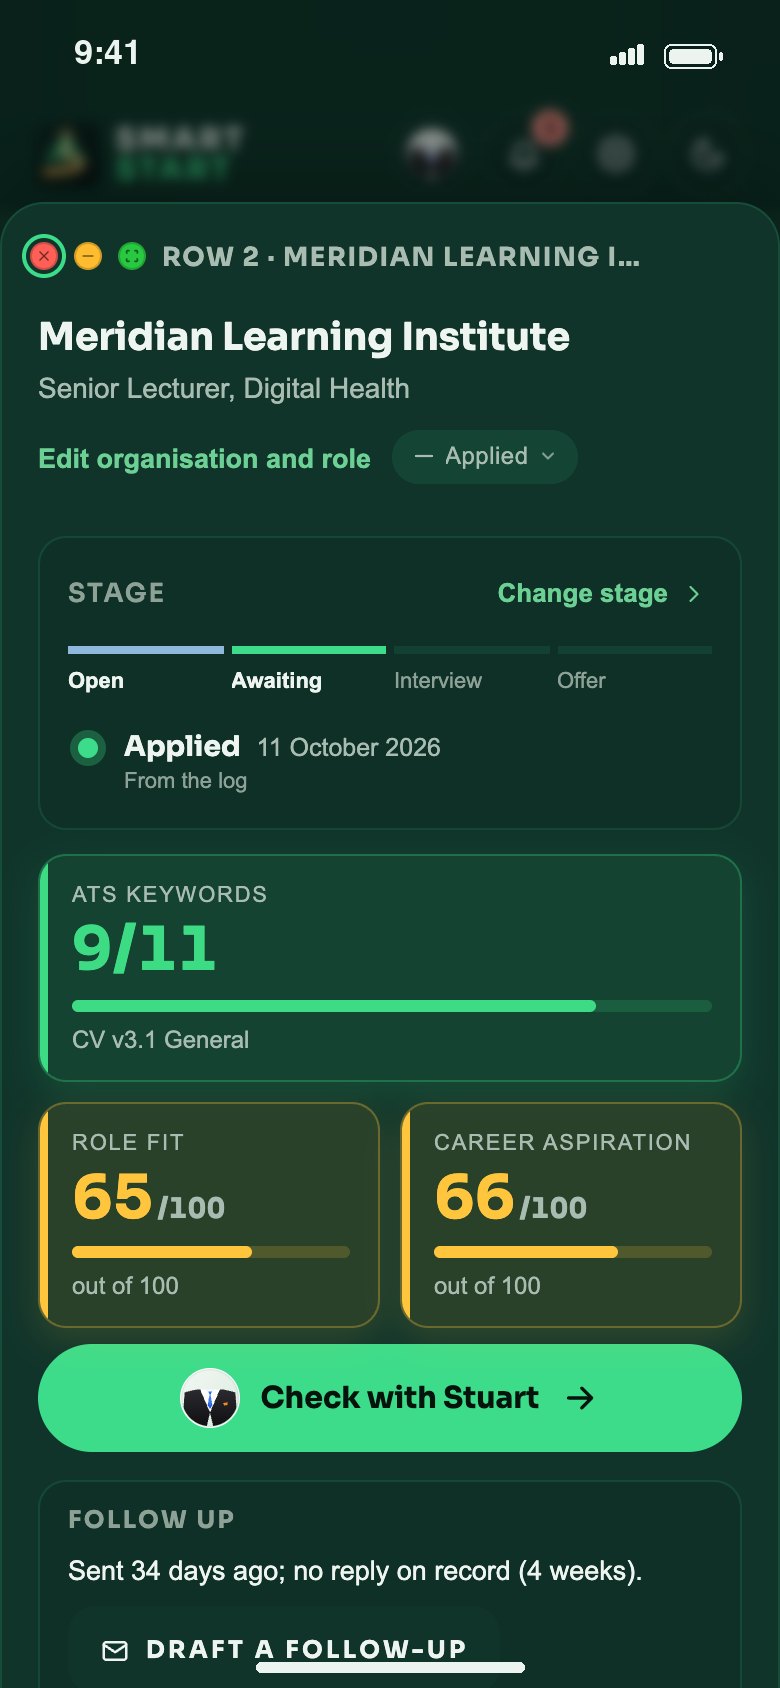 9:41
SMART
START
ROW 2 · MERIDIAN LEARNING I...
Meridian Learning Institute
Senior Lecturer, Digital Health
Edit organisation and role
— Applied
STAGE
Change stage
Open
Awaiting
Interview
Offer
Applied 11 October 2026
From the log
ATS KEYWORDS
9/11
CV v3.1 General
ROLE FIT
65/100
out of 100
CAREER ASPIRATION
66/100
out of 100
Check with Stuart
FOLLOW UP
Sent 34 days ago; no reply on record (4 weeks).
DRAFT A FOLLOW-UP